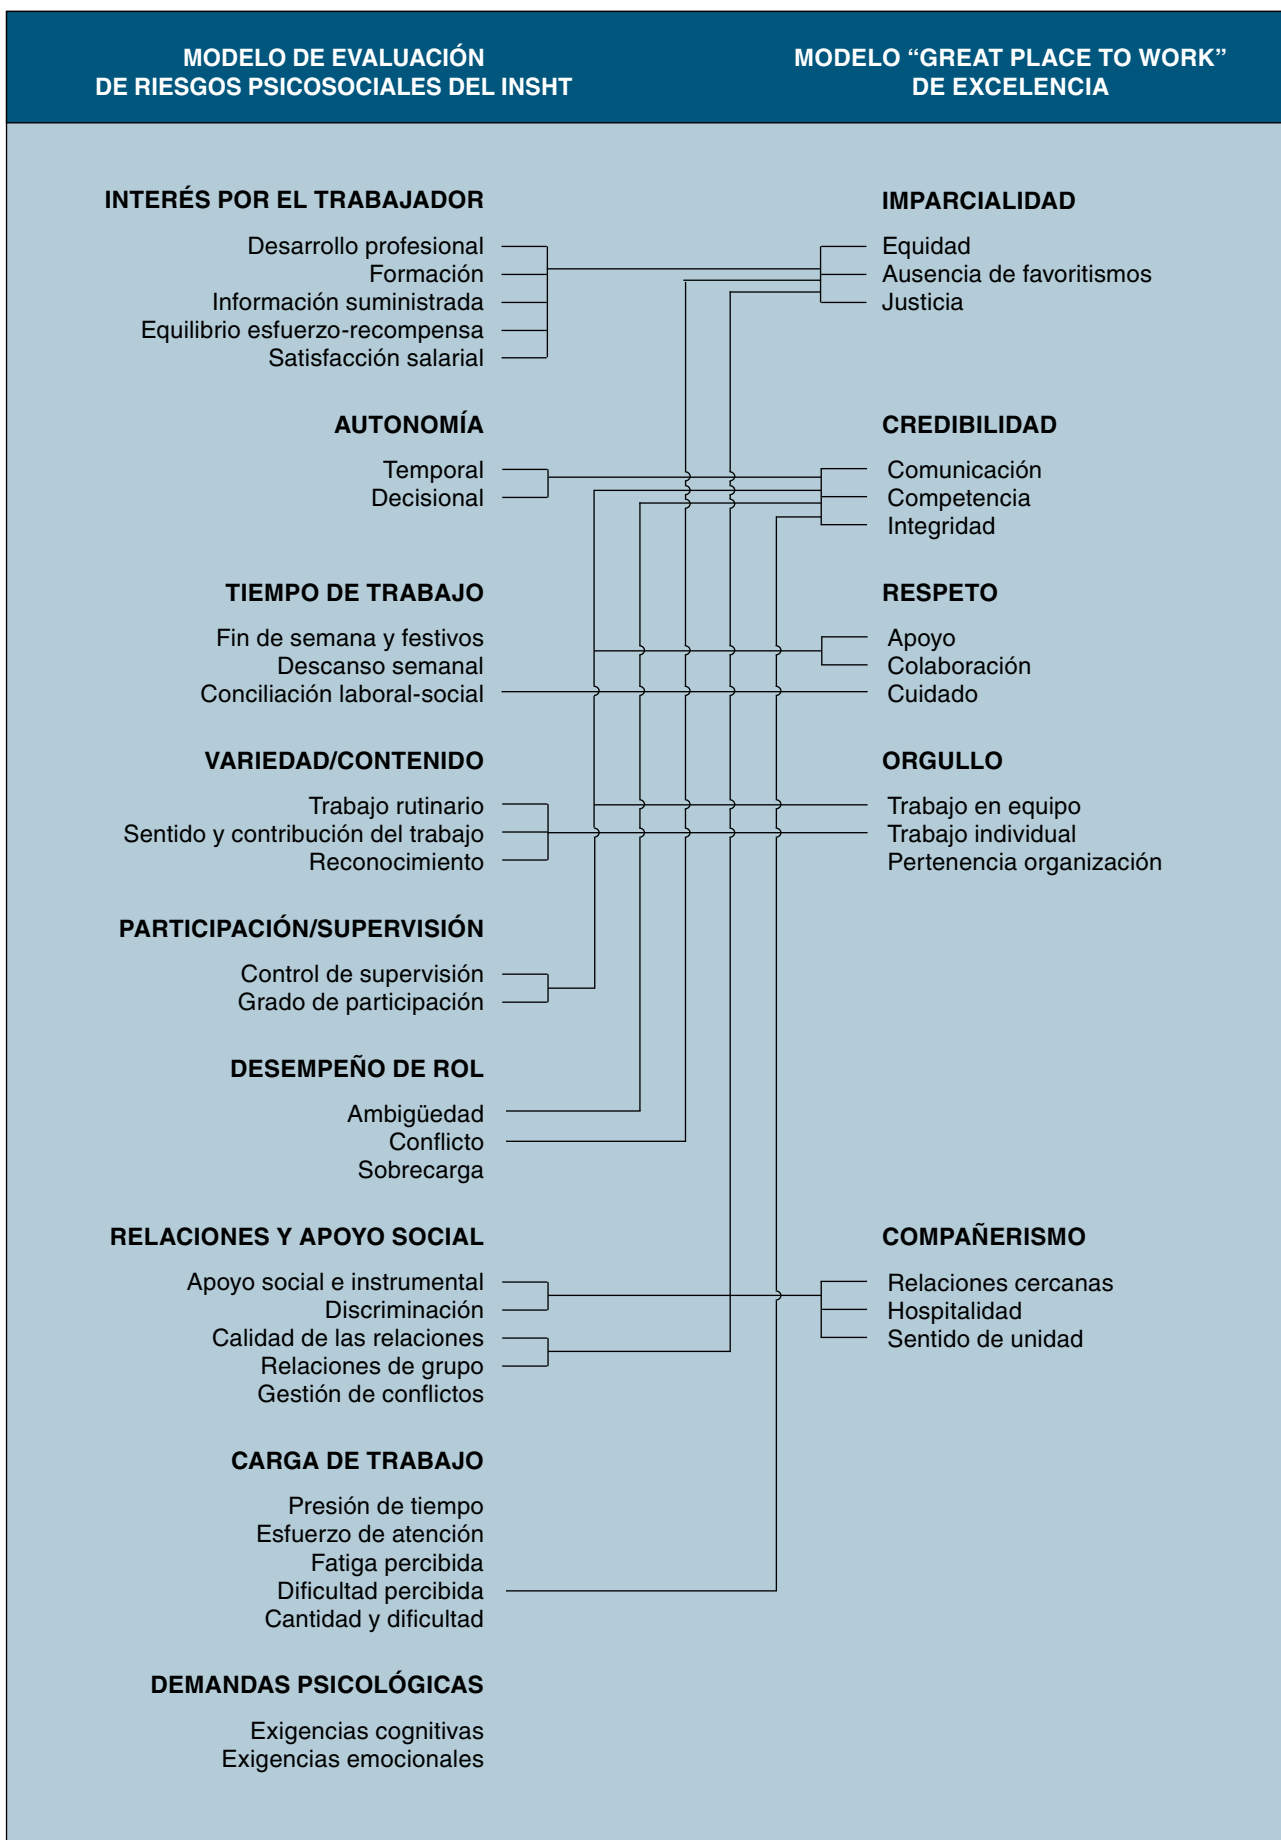 MODELO DE EVALUACIÓN
DE RIESGOS PSICOSOCIALES DEL INSHT
MODELO “GREAT PLACE TO WORK”
DE EXCELENCIA
INTERÉS POR EL TRABAJADOR
Desarrollo profesional
Formación
Información suministrada
Equilibrio esfuerzo-recompensa
Satisfacción salarial
IMPARCIALIDAD
Equidad
Ausencia de favoritismos
Justicia
AUTONOMÍA
Temporal
Decisional
CREDIBILIDAD
Comunicación
Competencia
Integridad
TIEMPO DE TRABAJO
Fin de semana y festivos
Descanso semanal
Conciliación laboral-social
RESPETO
Apoyo
Colaboración
Cuidado
VARIEDAD/CONTENIDO
Trabajo rutinario
Sentido y contribución del trabajo
Reconocimiento
ORGULLO
Trabajo en equipo
Trabajo individual
Pertenencia organización
PARTICIPACIÓN/SUPERVISIÓN
Control de supervisión
Grado de participación
DESEMPEÑO DE ROL
Ambigüedad
Conflicto
Sobrecarga
RELACIONES Y APOYO SOCIAL
Apoyo social e instrumental
Discriminación
Calidad de las relaciones
Relaciones de grupo
Gestión de conflictos
COMPAÑERISMO
Relaciones cercanas
Hospitalidad
Sentido de unidad
CARGA DE TRABAJO
Presión de tiempo
Esfuerzo de atención
Fatiga percibida
Dificultad percibida
Cantidad y dificultad
DEMANDAS PSICOLÓGICAS
Exigencias cognitivas
Exigencias emocionales